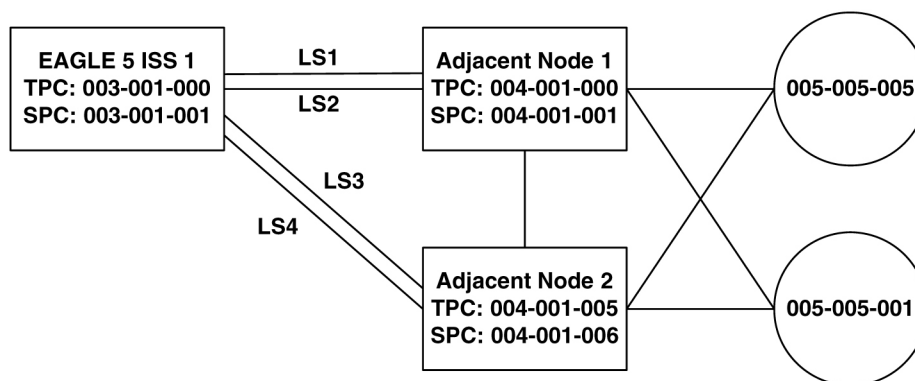 EAGLE 5 ISS 1
TPC: 003-001-000
SPC: 003-001-001
LS1
LS2
LS3
LS4
Adjacent Node 1
TPC: 004-001-000
SPC: 004-001-001
Adjacent Node 2
TPC: 004-001-005
SPC: 004-001-006
005-005-005
005-005-001